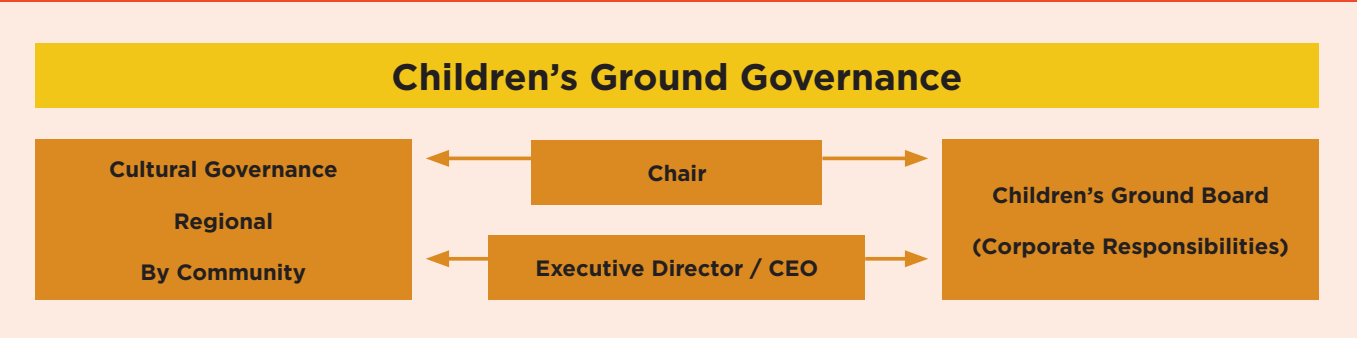 Children’s Ground Governance
Cultural Governance
Regional
By Community
Chair
Executive Director / CEO
Children’s Ground Board
(Corporate Responsibilities)